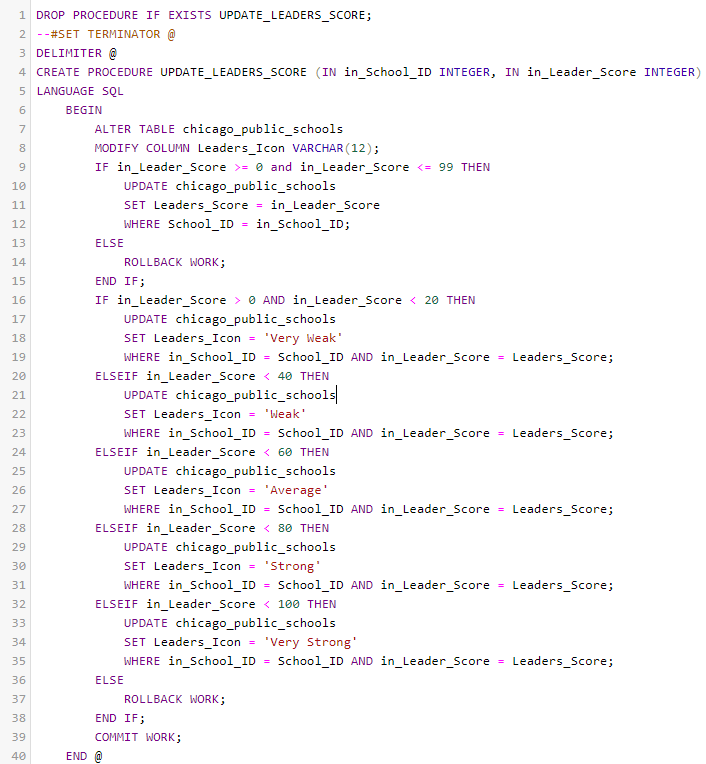 1 DROP PROCEDURE IF EXISTS UPDATE_LEADERS_SCORE;
2 --#SET TERMINATOR @
3 DELIMITER @
4 CREATE PROCEDURE UPDATE_LEADERS_SCORE (IN in_School_ID INTEGER, IN in_Leader_Score INTEGER)
5 LANGUAGE SQL
6     BEGIN
7         ALTER TABLE chicago_public_schools
8         MODIFY COLUMN Leaders_Icon VARCHAR(12);
9         IF in_Leader_Score >= 0 and in_Leader_Score <= 99 THEN
10             UPDATE chicago_public_schools
11             SET Leaders_Score = in_Leader_Score
12             WHERE School_ID = in_School_ID;
13         ELSE
14             ROLLBACK WORK;
15         END IF;
16         IF in_Leader_Score > 0 AND in_Leader_Score < 20 THEN
17             UPDATE chicago_public_schools
18             SET Leaders_Icon = 'Very Weak'
19             WHERE in_School_ID = School_ID AND in_Leader_Score = Leaders_Score;
20         ELSEIF in_Leader_Score < 40 THEN
21             UPDATE chicago_public_schools
22             SET Leaders_Icon = 'Weak'
23             WHERE in_School_ID = School_ID AND in_Leader_Score = Leaders_Score;
24         ELSEIF in_Leader_Score < 60 THEN
25             UPDATE chicago_public_schools
26             SET Leaders_Icon = 'Average'
27             WHERE in_School_ID = School_ID AND in_Leader_Score = Leaders_Score;
28         ELSEIF in_Leader_Score < 80 THEN
29             UPDATE chicago_public_schools
30             SET Leaders_Icon = 'Strong'
31             WHERE in_School_ID = School_ID AND in_Leader_Score = Leaders_Score;
32         ELSEIF in_Leader_Score < 100 THEN
33             UPDATE chicago_public_schools
34             SET Leaders_Icon = 'Very Strong'
35             WHERE in_School_ID = School_ID AND in_Leader_Score = Leaders_Score;
36         ELSE
37             ROLLBACK WORK;
38         END IF;
39         COMMIT WORK;
40     END @